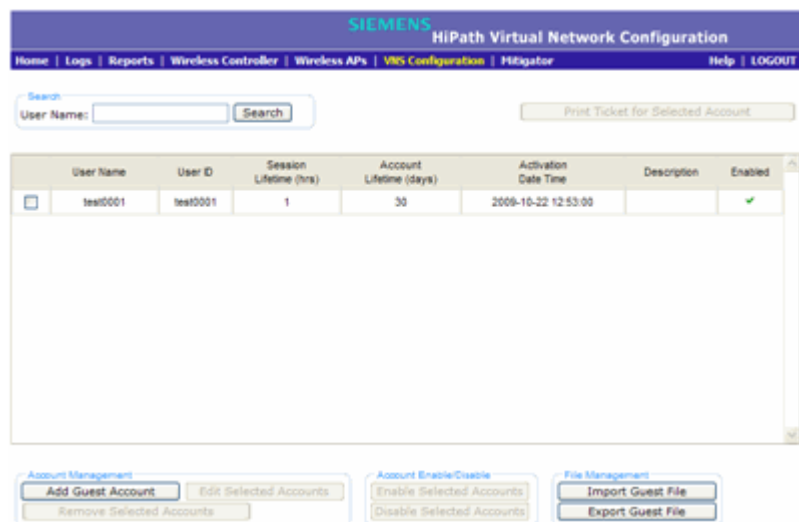 SIEMENS
HiPath Virtual Network Configuration
Home | Logs | Reports | Wireless Controller | Wireless APs | VNS Configuration | Mitigator Help | LOGOUT
Search
User Name: Search Print Ticket for Selected Account
User Name User ID Session Lifetime (hrs) Account Lifetime (days) Activation Date Time Description Enabled
test0001 test0001 1 30 2009-10-22 12:53:00
Account Management Account Enable/Disable File Management
Add Guest Account Edit Selected Accounts Enable Selected Accounts Import Guest File
Remove Selected Accounts Disable Selected Accounts Export Guest File